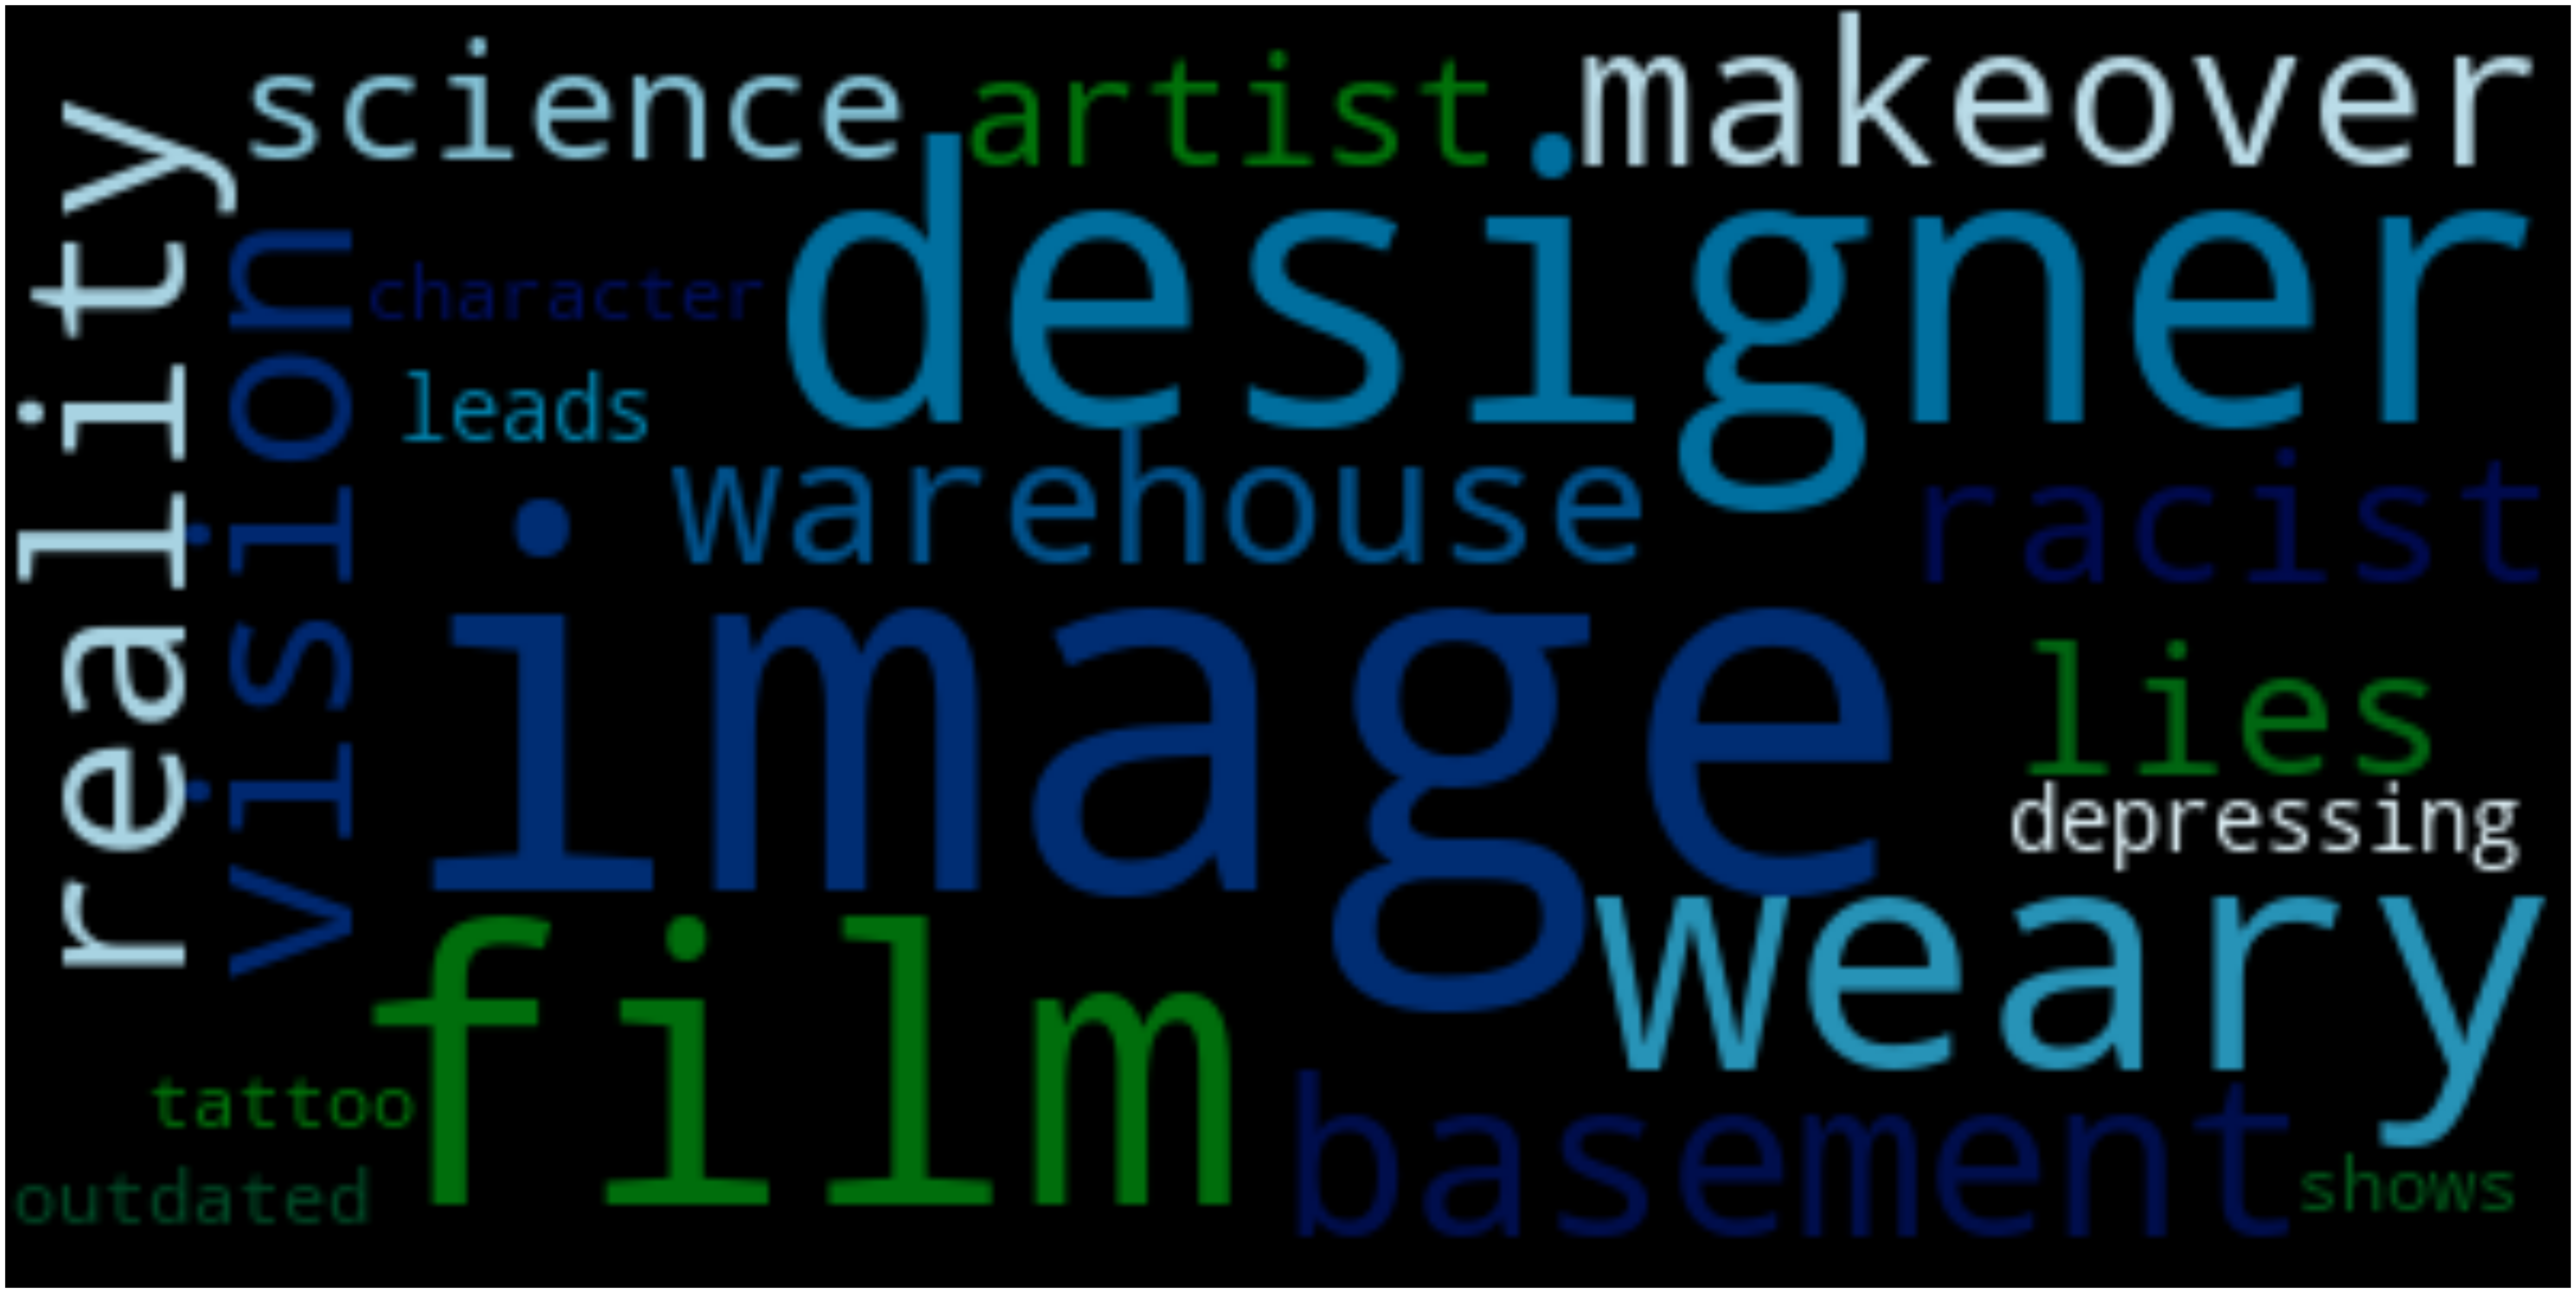 science
artist
makeover
reality
vision
character
designer
leads
warehouse
racist
image
lies
depressing
film
weary
tattoo
basement
outdated
shows